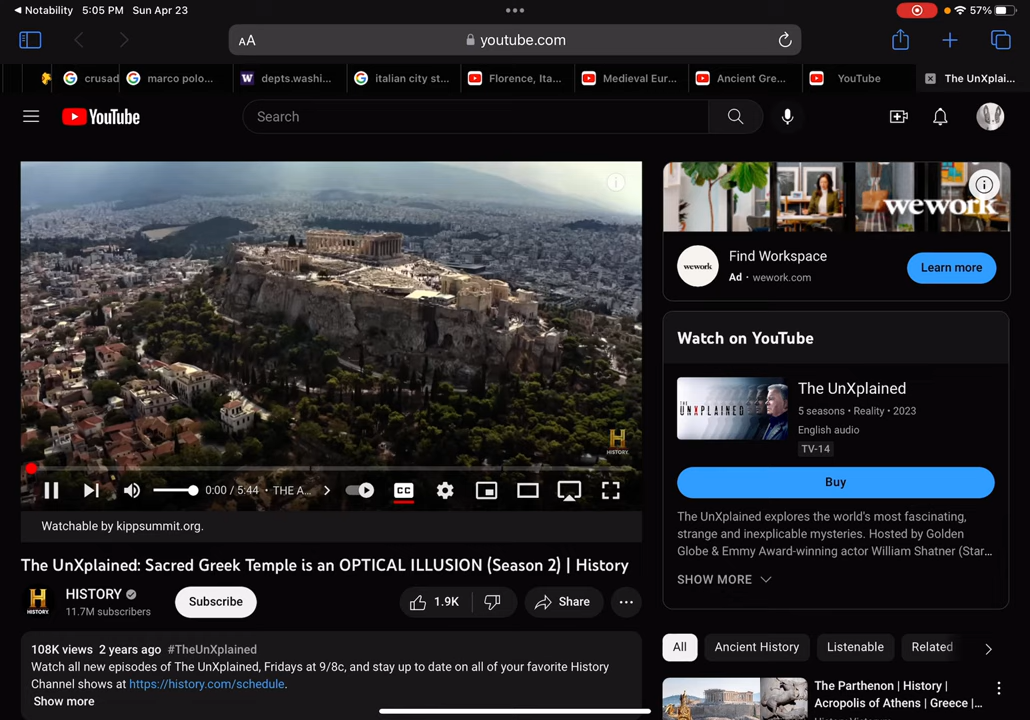 Notability 5:05 PM Sun Apr 23
57%
AA youtube.com
crusad
marco polo...
depts.washi...
italian city st...
Florence, Ita...
Medieval Eur...
Ancient Gre...
YouTube
The UnXplai...
YouTube
Search
wework
wework
Find Workspace
Ad · wework.com
Learn more
Watch on YouTube
THE UNXPLAINED
The UnXplained
5 seasons • Reality • 2023
English audio
TV-14
Buy
The UnXplained explores the world's most fascinating,
strange and inexplicable mysteries. Hosted by Golden
Globe & Emmy Award-winning actor William Shatner (Star...
SHOW MORE
H
HISTORY.
0:00 / 5:44 • THE A...
CC
Watchable by kippsummit.org.
The UnXplained: Sacred Greek Temple is an OPTICAL ILLUSION (Season 2) | History
H
HISTORY
HISTORY
11.7M subscribers
Subscribe
1.9K
Share
108K views 2 years ago #TheUnXplained
Watch all new episodes of The UnXplained, Fridays at 9/8c, and stay up to date on all of your favorite History
Channel shows at https://history.com/schedule.
Show more
All
Ancient History
Listenable
Related
The Parthenon | History |
Acropolis of Athens | Greece |...